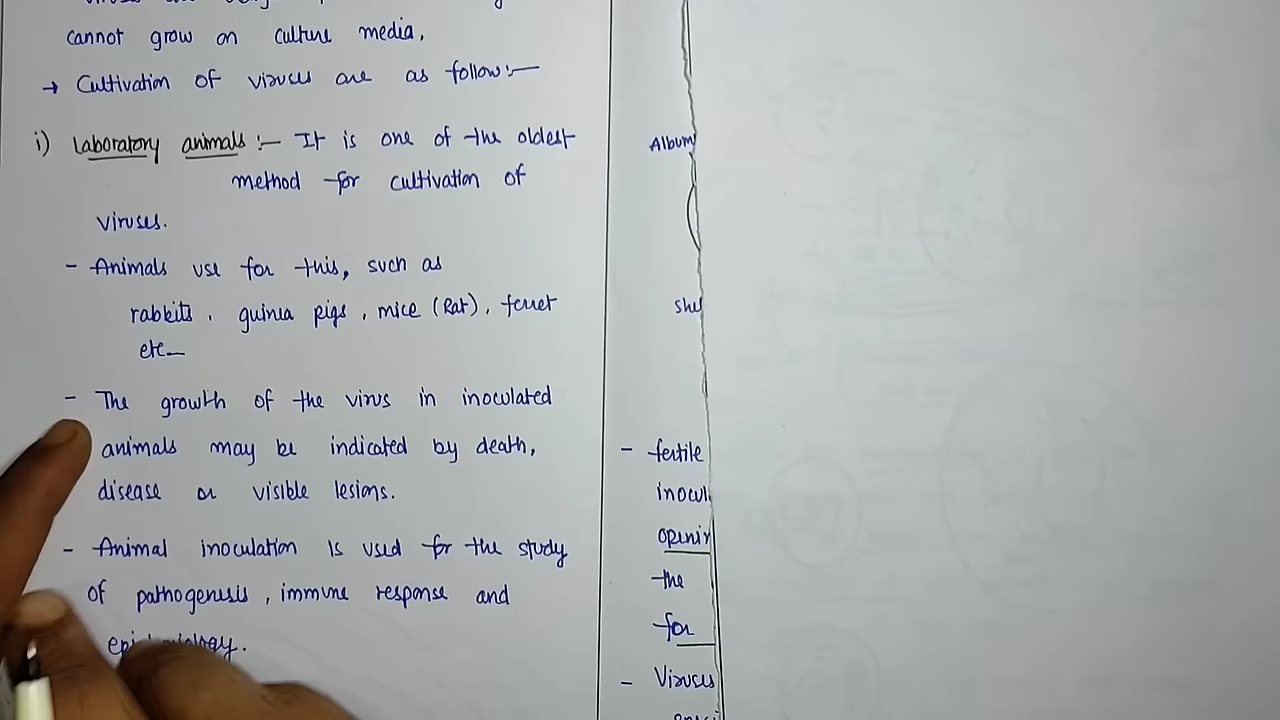 cannot grow on culture media.
→ Cultivation of viruses are as follow:—
i) Laboratory animals :— It is one of the oldest
method for cultivation of
viruses.
- Animals use for this, such as
rabbits, guinea pigs, mice (Rat), ferret
etc—
- The growth of the virus in inoculated
animals may be indicated by death,
disease or visible lesions.
- Animal inoculation is used for the study
of pathogenesis, immune response and
Album
Shel
- fertile
inocul
openin
the
for
- Viruses